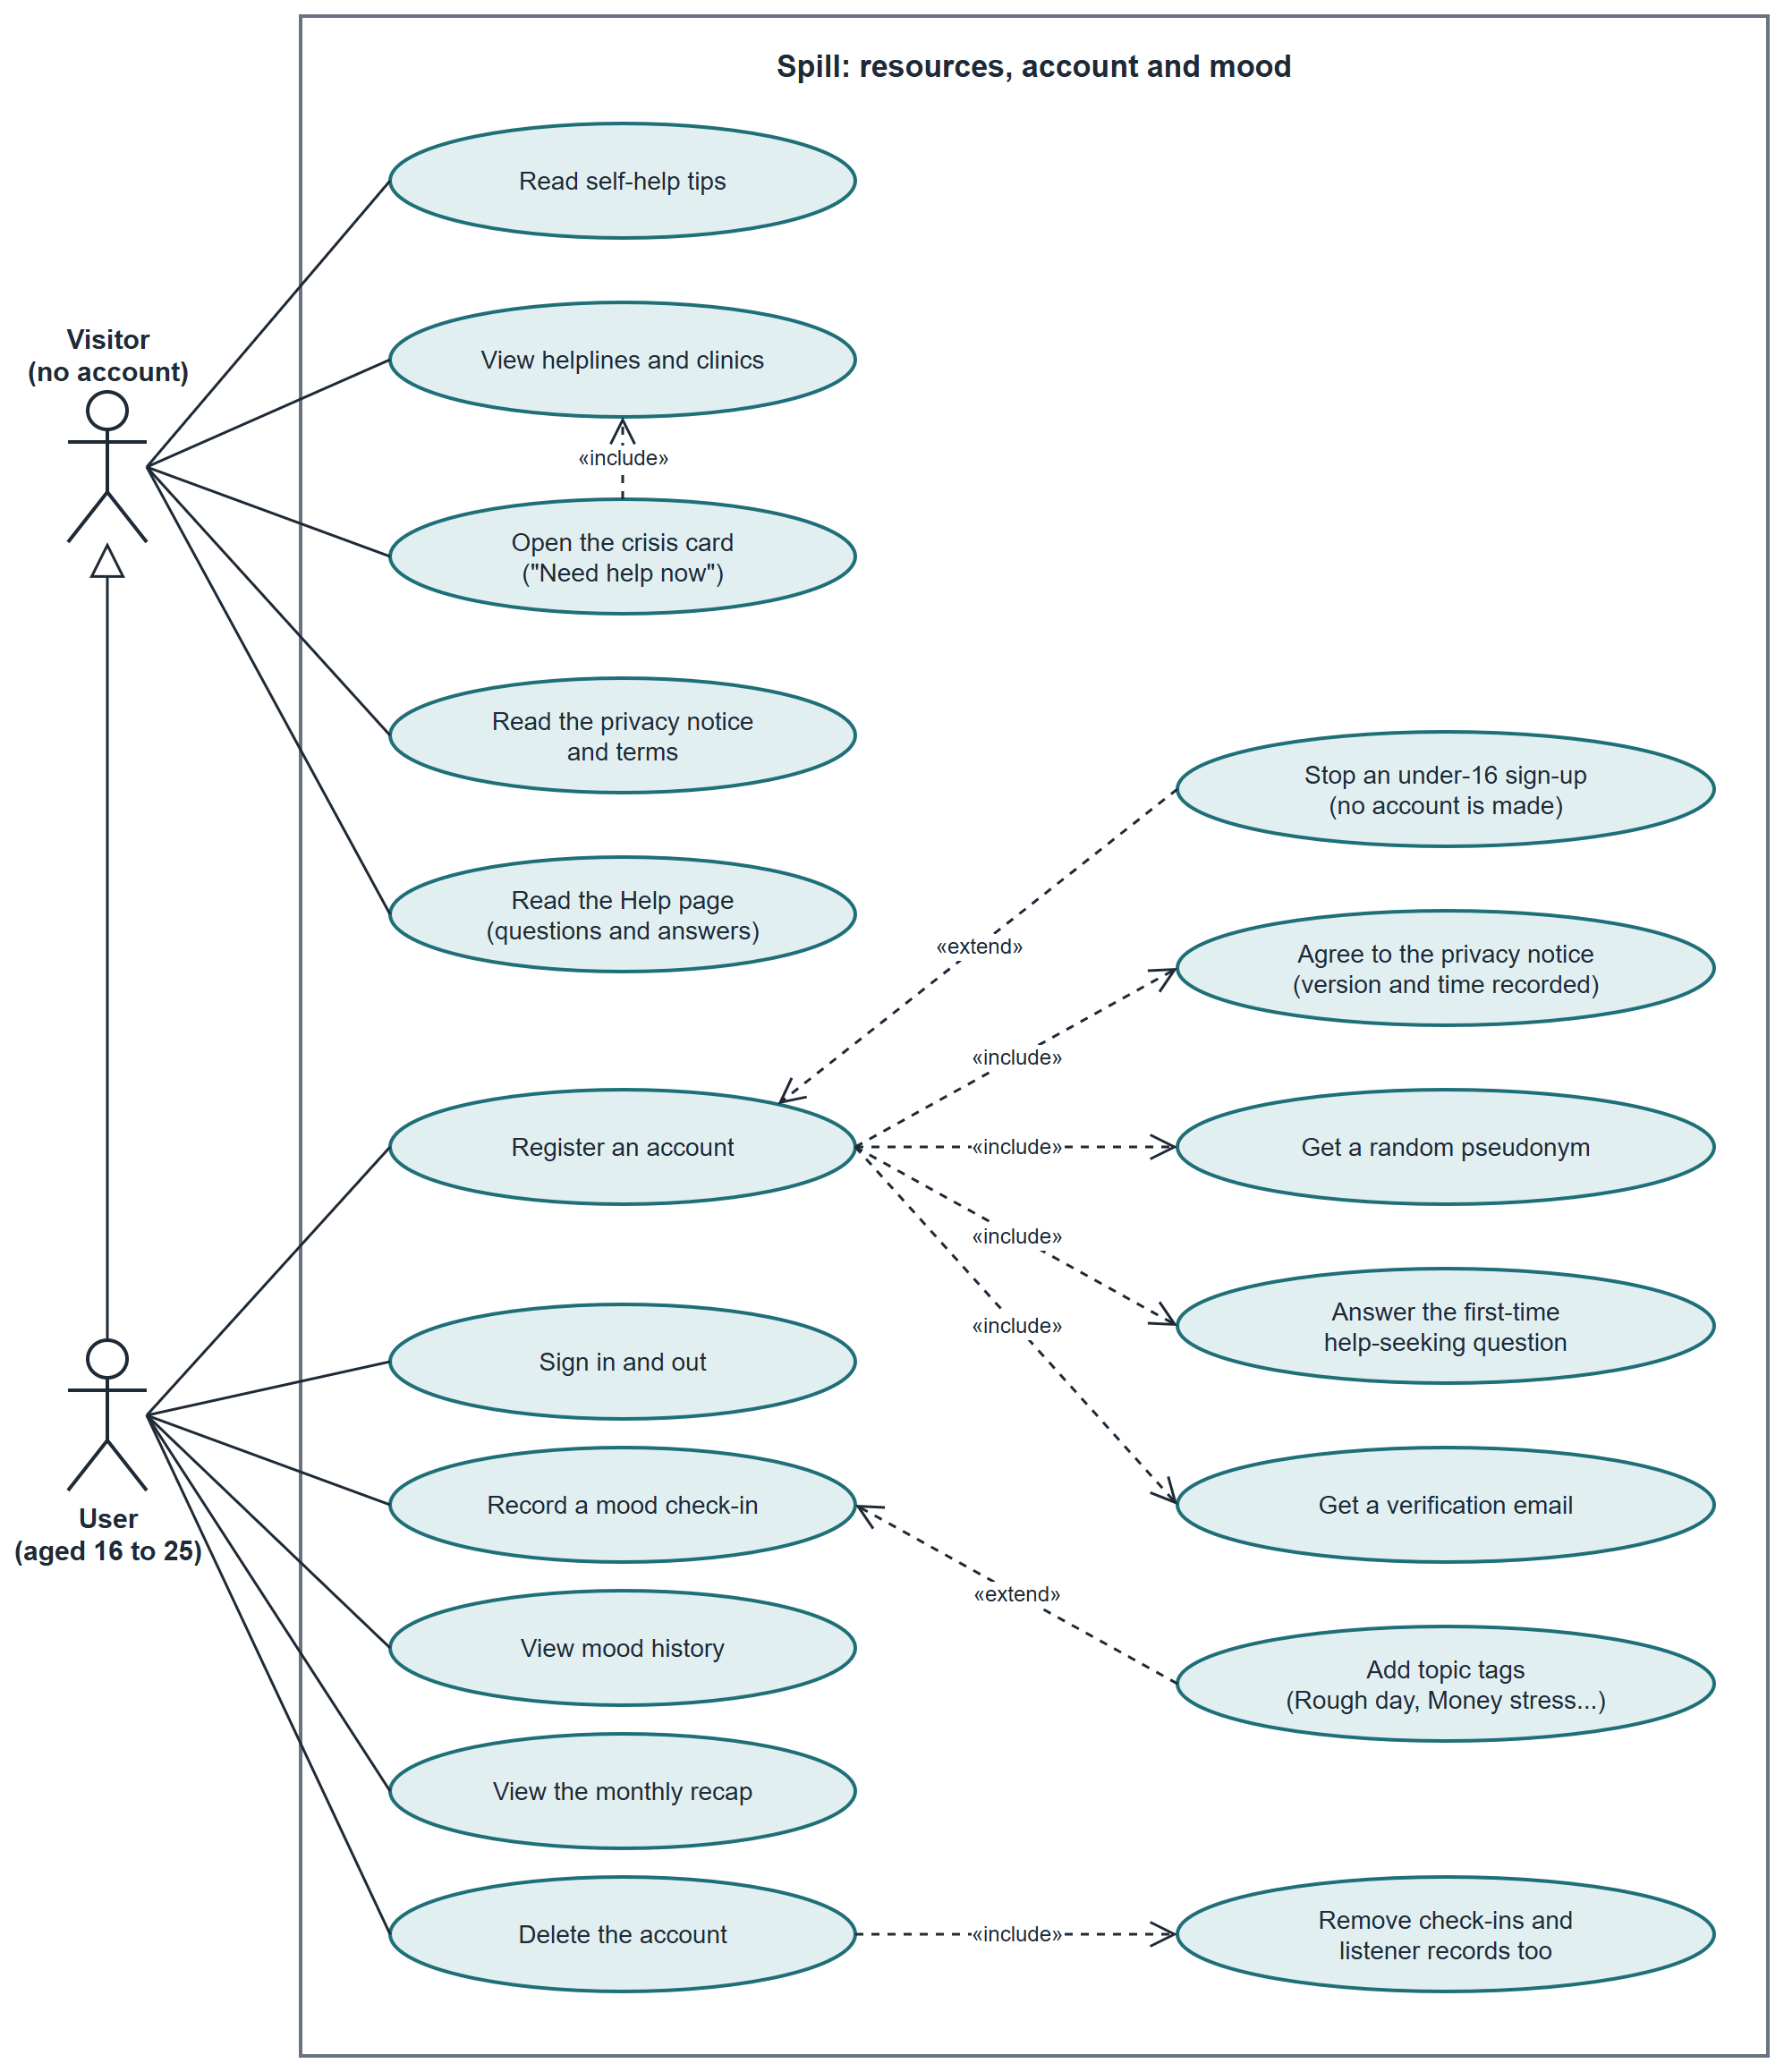 Spill: resources, account and mood
Read self-help tips
Visitor
(no account)
View helplines and clinics
«include»
Open the crisis card
("Need help now")
Read the privacy notice
and terms
Stop an under-16 sign-up
(no account is made)
Read the Help page
(questions and answers)
«extend»
Agree to the privacy notice
(version and time recorded)
«include»
Register an account
«include»
Get a random pseudonym
«include»
Answer the first-time
help-seeking question
«include»
Sign in and out
User
(aged 16 to 25)
Record a mood check-in
Get a verification email
«extend»
View mood history
Add topic tags
(Rough day, Money stress...)
View the monthly recap
Delete the account
«include»
Remove check-ins and
listener records too